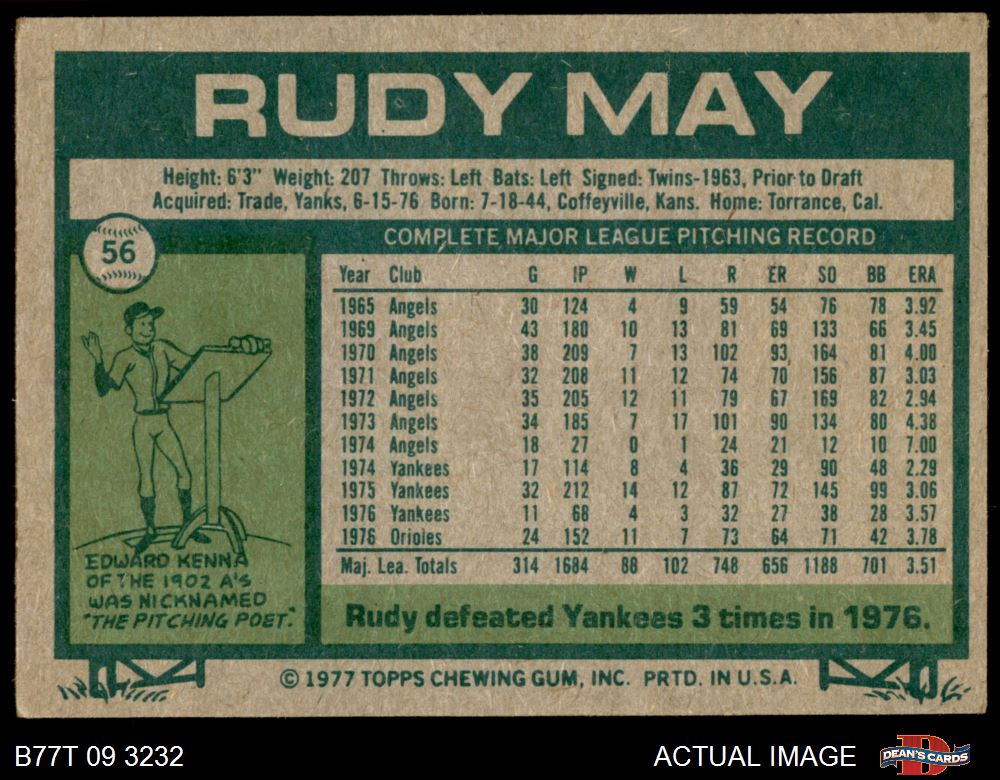 RUDY MAY
Height: 6'3" Weight: 207 Throws: Left Bats: Left Signed: Twins-1963, Prior to Draft
Acquired: Trade, Yanks, 6-15-76 Born: 7-18-44, Coffeyville, Kans. Home: Torrance, Cal.
56
COMPLETE MAJOR LEAGUE PITCHING RECORD
Year Club G IP W L R ER SO BB ERA
1965 Angels 30 124 4 9 59 54 76 78 3.92
1969 Angels 43 180 10 13 81 69 133 66 3.45
1970 Angels 38 209 7 13 102 93 164 81 4.00
1971 Angels 32 208 11 12 74 70 156 87 3.03
1972 Angels 35 205 12 11 79 67 169 82 2.94
1973 Angels 34 185 7 17 101 90 134 80 4.38
1974 Angels 18 27 0 1 24 21 12 10 7.00
1974 Yankees 17 114 8 4 36 29 90 48 2.29
1975 Yankees 32 212 14 12 87 72 145 99 3.06
1976 Yankees 11 68 4 3 32 27 38 28 3.57
1976 Orioles 24 152 11 7 73 64 71 42 3.78
Maj. Lea. Totals 314 1684 88 102 748 656 1188 701 3.51
EDWARD KENNA
OF THE 1902 A'S
WAS NICKNAMED
"THE PITCHING POET".
Rudy defeated Yankees 3 times in 1976.
© 1977 TOPPS CHEWING GUM, INC. PRTD. IN U.S.A.
B77T 09 3232
ACTUAL IMAGE
DEAN'S CARDS